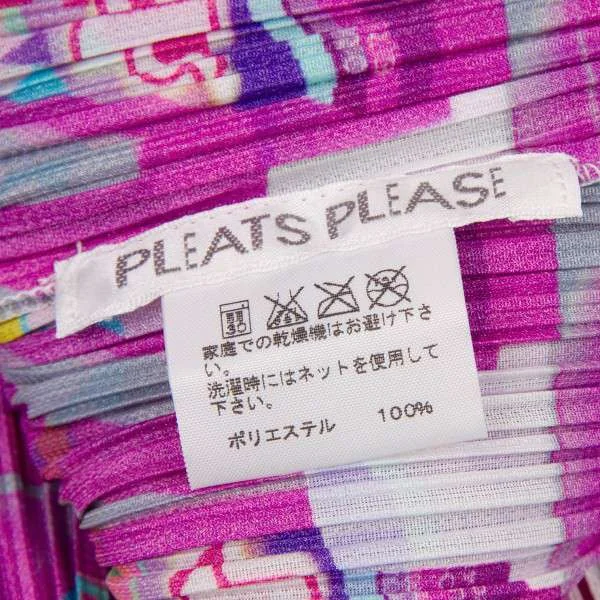 PLEATS PLEASE
家庭での乾燥機はお避け下さ
い。
洗濯時にはネットを使用して
下さい。
ポリエステル 100%